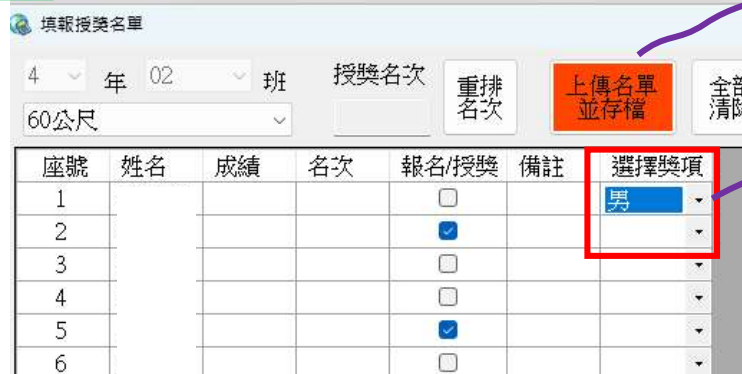 填報授獎名單
4 年 02 班 授獎名次 重排名次 上傳名單並存檔 全部清除
60公尺
座號 姓名 成績 名次 報名/授獎 備註 選擇獎項
1 男
2
3
4
5
6